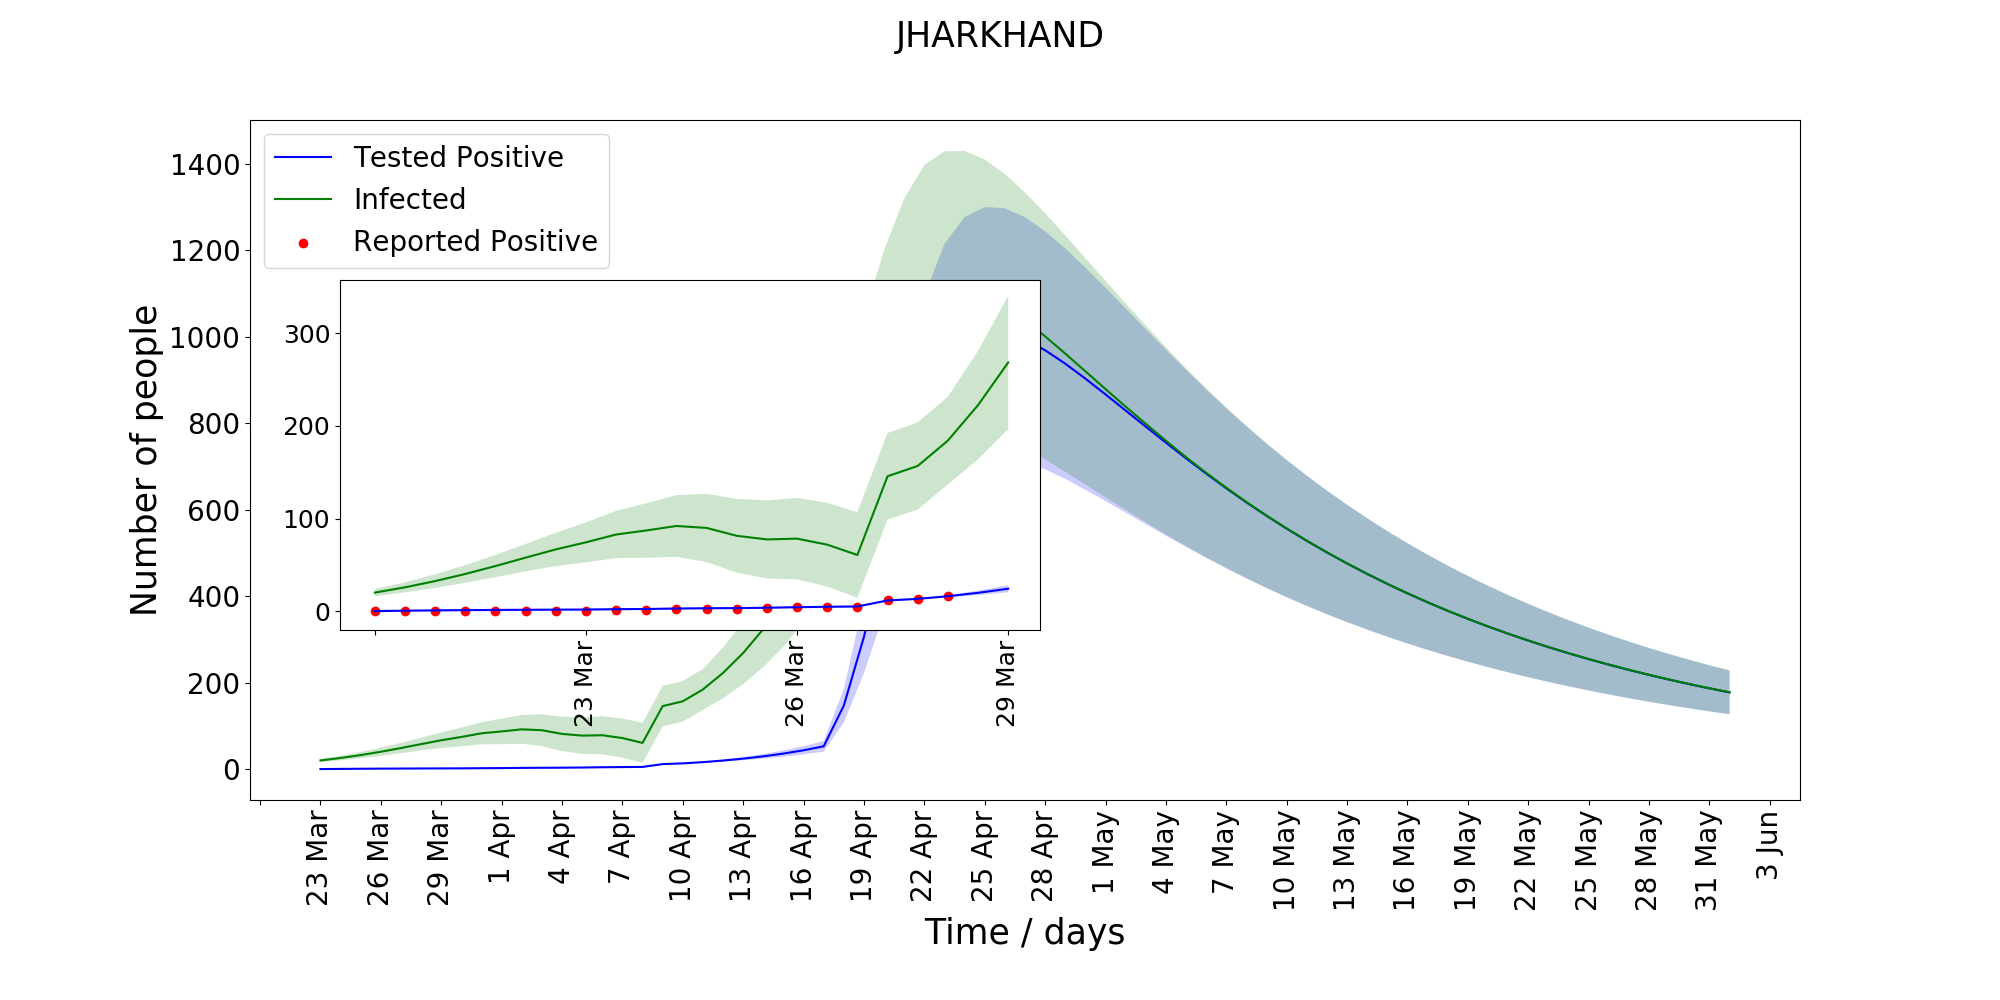 JHARKHAND
Tested Positive
Infected
Reported Positive
Number of people
1400
1200
1000
800
600
400
200
0
300
200
100
0
23 Mar
26 Mar
29 Mar
23 Mar
26 Mar
29 Mar
1 Apr
4 Apr
7 Apr
10 Apr
13 Apr
16 Apr
19 Apr
22 Apr
25 Apr
28 Apr
1 May
4 May
7 May
10 May
13 May
16 May
19 May
22 May
25 May
28 May
31 May
3 Jun
Time / days